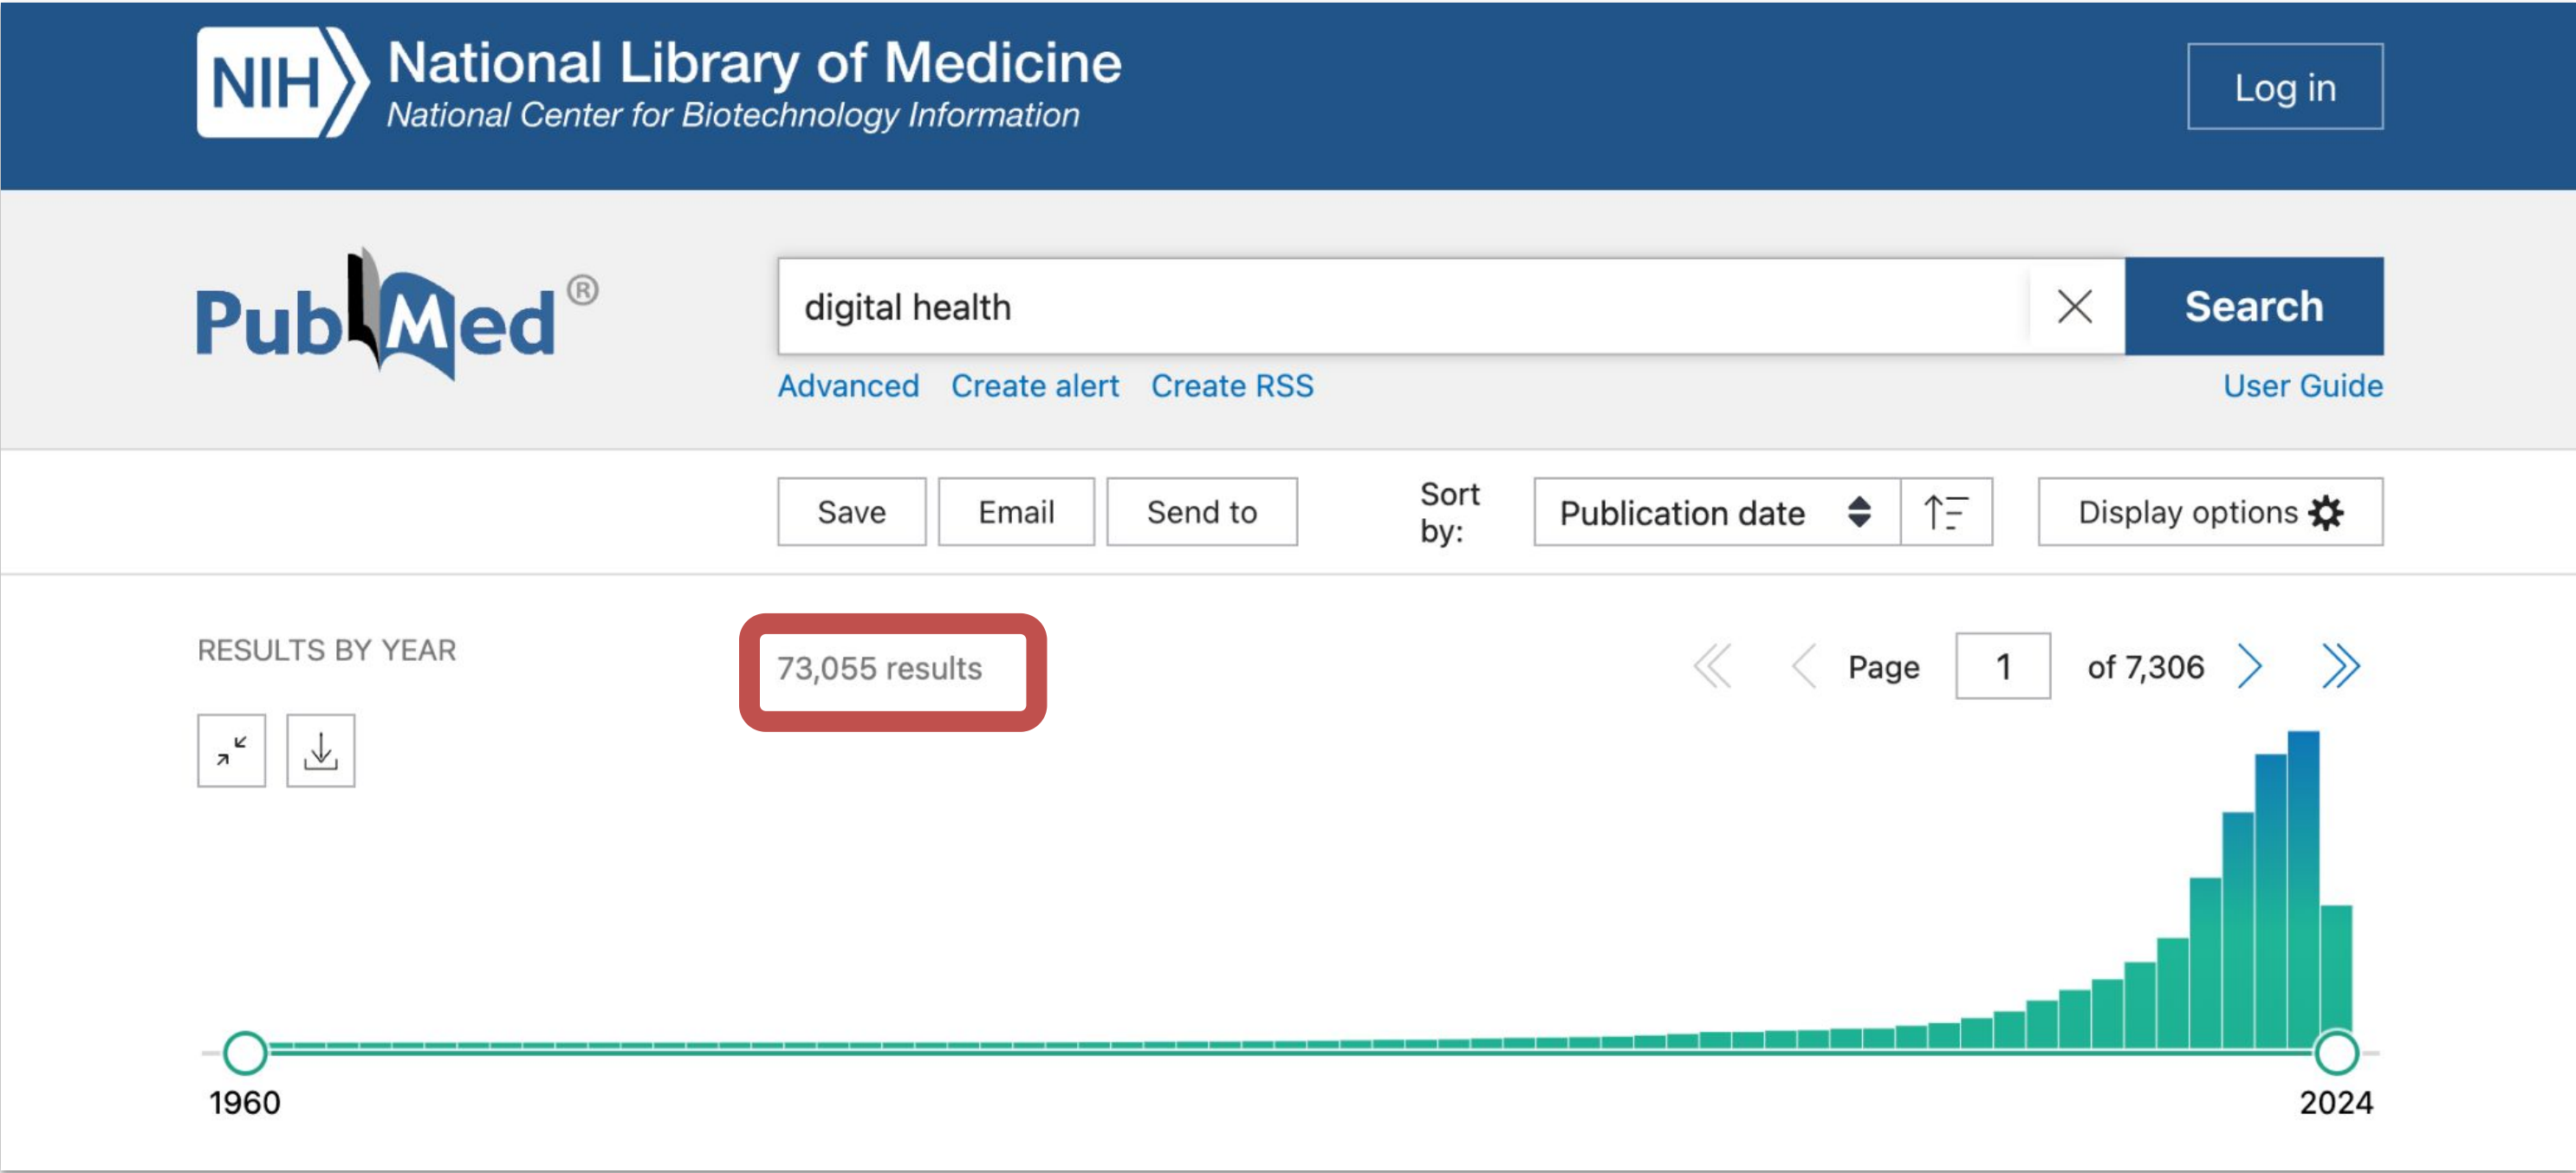 NIH National Library of Medicine
National Center for Biotechnology Information
Log in
PubMed®
digital health
Search
Advanced Create alert Create RSS
User Guide
Save Email Send to
Sort by:
Publication date
Display options
RESULTS BY YEAR
73,055 results
Page 1 of 7,306
1960
2024